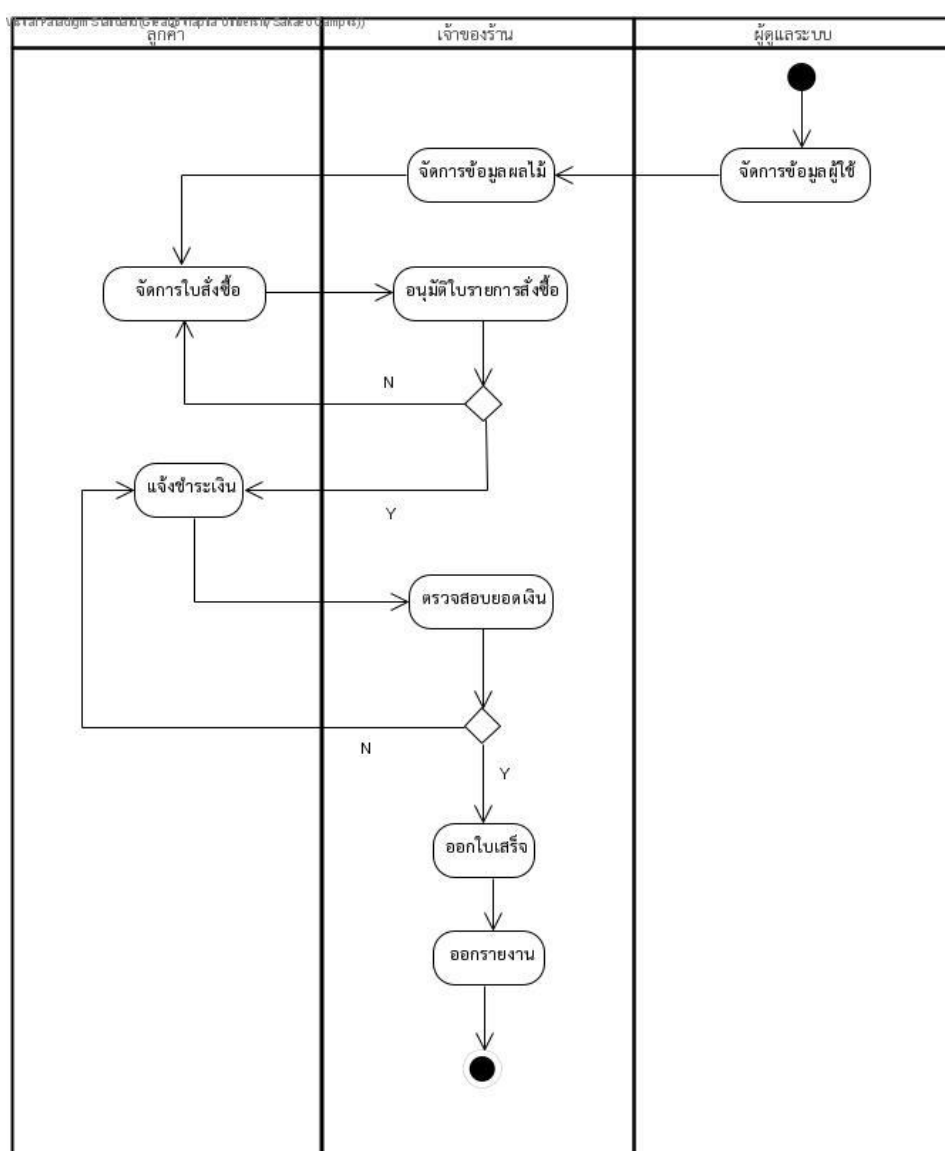 ลูกค้า
เจ้าของร้าน
ผู้ดูแลระบบ
จัดการข้อมูลผลไม้
จัดการข้อมูลผู้ใช้
จัดการใบสั่งซื้อ
อนุมัติใบรายการสั่งซื้อ
N
แจ้งชำระเงิน
Y
ตรวจสอบยอดเงิน
N
Y
ออกใบเสร็จ
ออกรายงาน